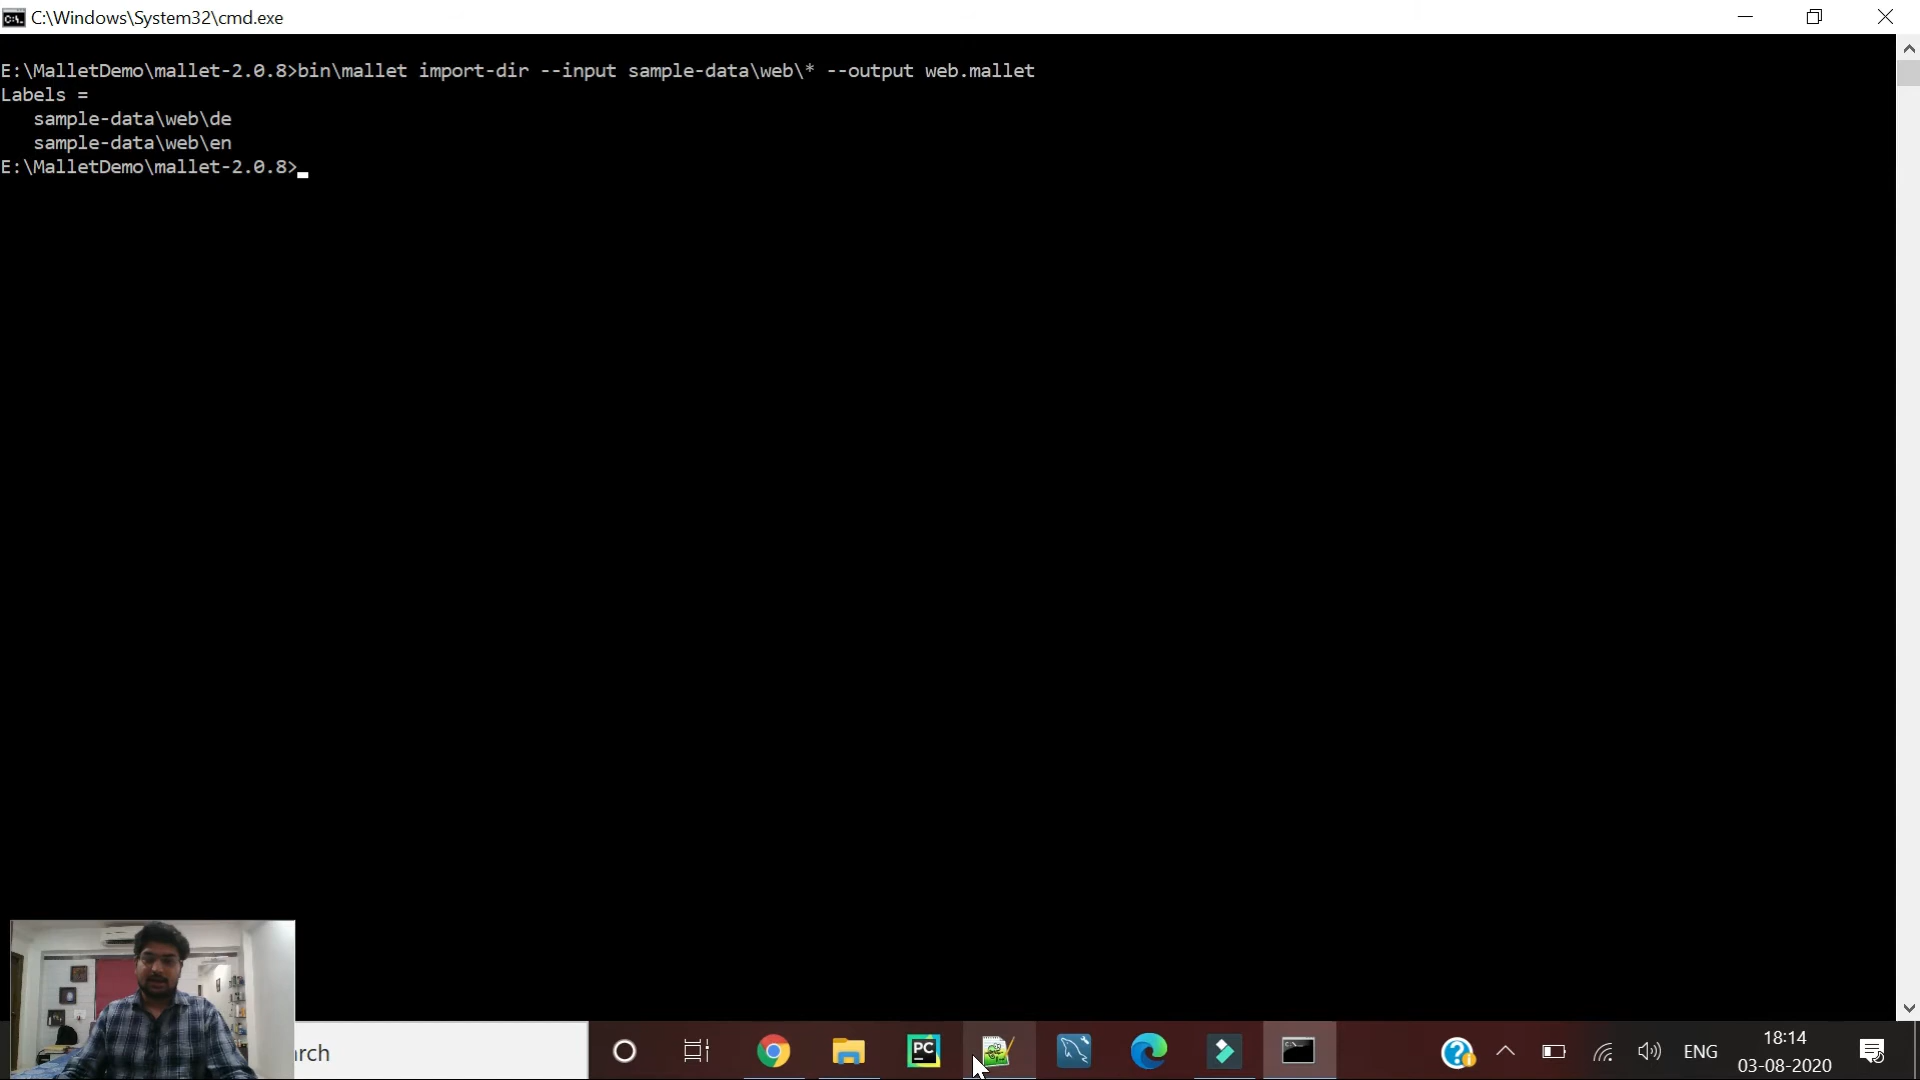 C:\Windows\System32\cmd.exe
E:\MalletDemo\mallet-2.0.8>bin\mallet import-dir --input sample-data\web\* --output web.mallet
Labels =
   sample-data\web\de
   sample-data\web\en
E:\MalletDemo\mallet-2.0.8>
rch
PC
ENG
18:14
03-08-2020